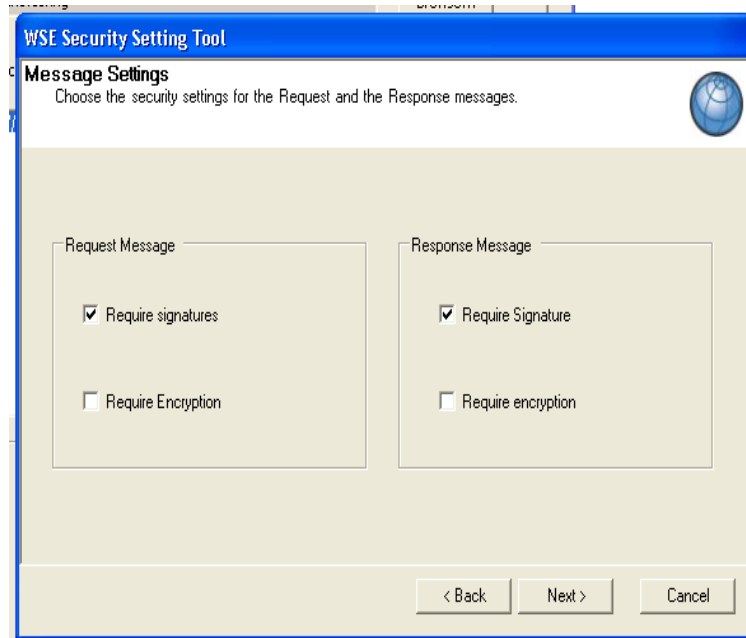 WSE Security Setting Tool
Message Settings
Choose the security settings for the Request and the Response messages.
Request Message
Require signatures
Require Encryption
Response Message
Require Signature
Require encryption
< Back
Next >
Cancel